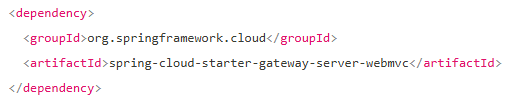 <dependency>
<groupId>org.springframework.cloud</groupId>
<artifactId>spring-cloud-starter-gateway-server-webmvc</artifactId>
</dependency>